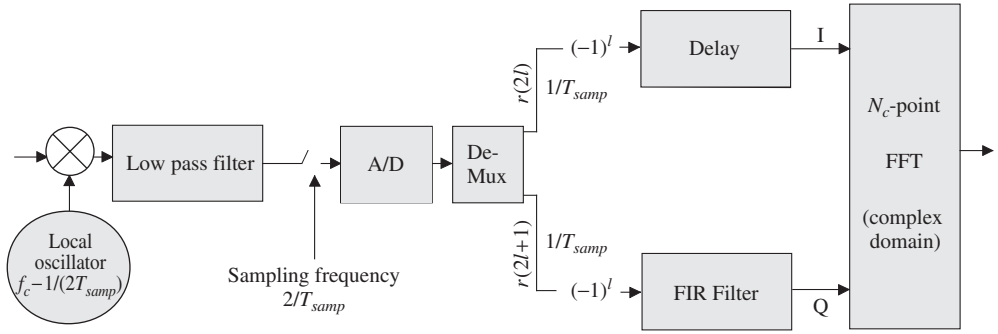 Low pass filter
Local
oscillator
f_c−1/(2T_samp)
Sampling frequency
2/T_samp
A/D
De-
Mux
r(2l)
(−1)^l
1/T_samp
Delay
I
r(2l+1)
1/T_samp
(−1)^l
FIR Filter
Q
N_c-point
FFT
(complex
domain)